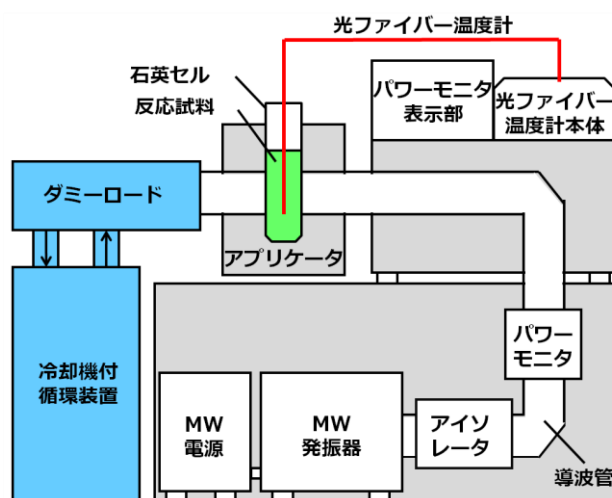 光ファイバー温度計
石英セル
反応試料
パワーモニタ
表示部
光ファイバー
温度計本体
ダミーロード
アプリケータ
パワー
モニタ
冷却機付
循環装置
MW
電源
MW
発振器
アイソ
レータ
導波管